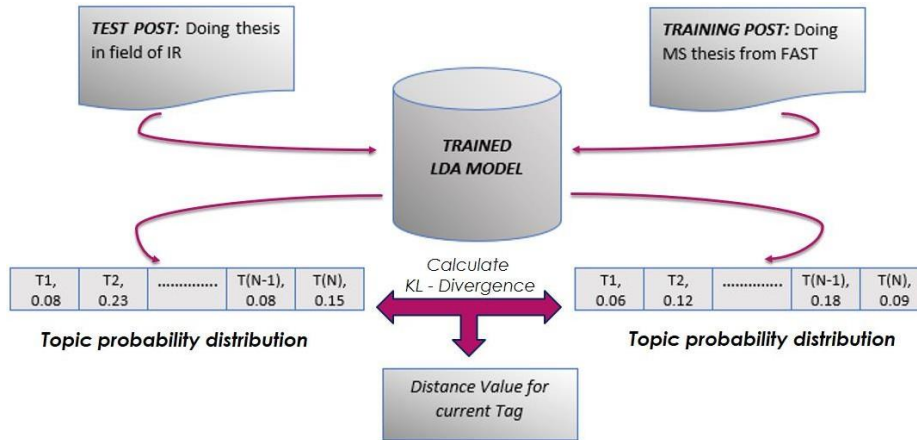 TEST POST: Doing thesis
in field of IR
TRAINING POST: Doing
MS thesis from FAST
TRAINED
LDA MODEL
T1,
0.08
T2,
0.23
..............
T(N-1),
0.08
T(N),
0.15
Topic probability distribution
Calculate
KL - Divergence
T1,
0.06
T2,
0.12
..............
T(N-1),
0.18
T(N),
0.09
Topic probability distribution
Distance Value for
current Tag